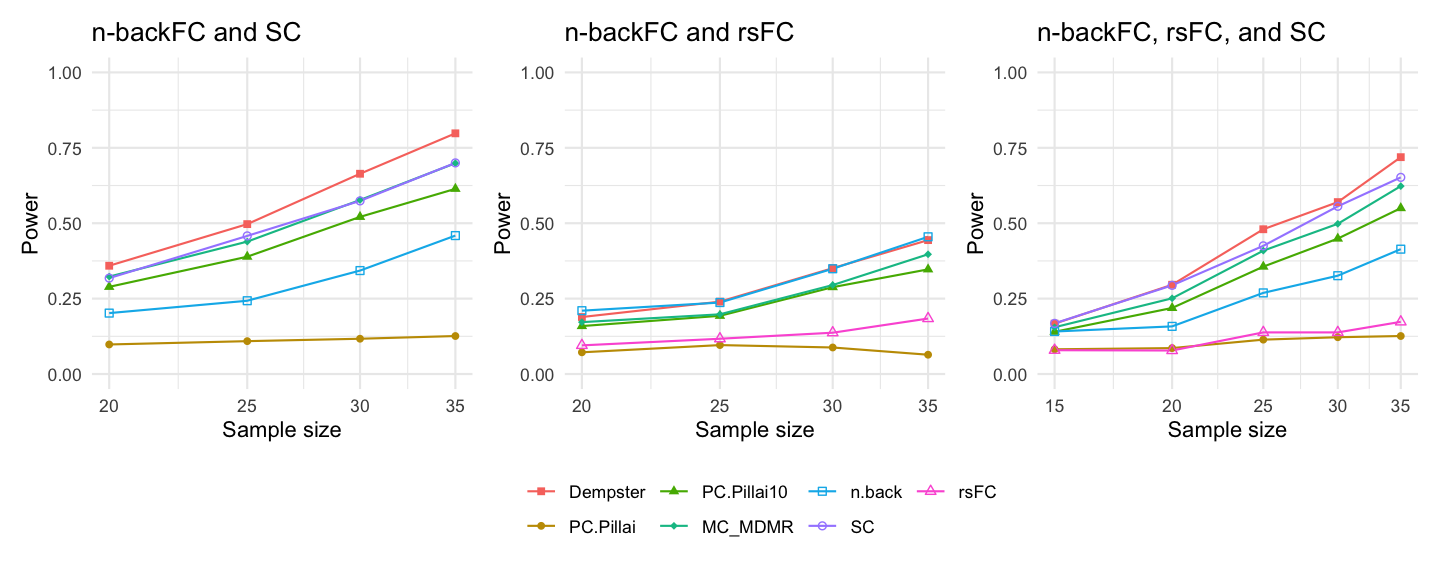 n-backFC and SC
n-backFC and rsFC
n-backFC, rsFC, and SC
Power
1.00
0.75
0.50
0.25
0.00
20 25 30 35
Sample size
Power
1.00
0.75
0.50
0.25
0.00
20 25 30 35
Sample size
Power
1.00
0.75
0.50
0.25
0.00
15 20 25 30 35
Sample size
Dempster PC.Pillai10 n.back rsFC
PC.Pillai MC_MDMR SC